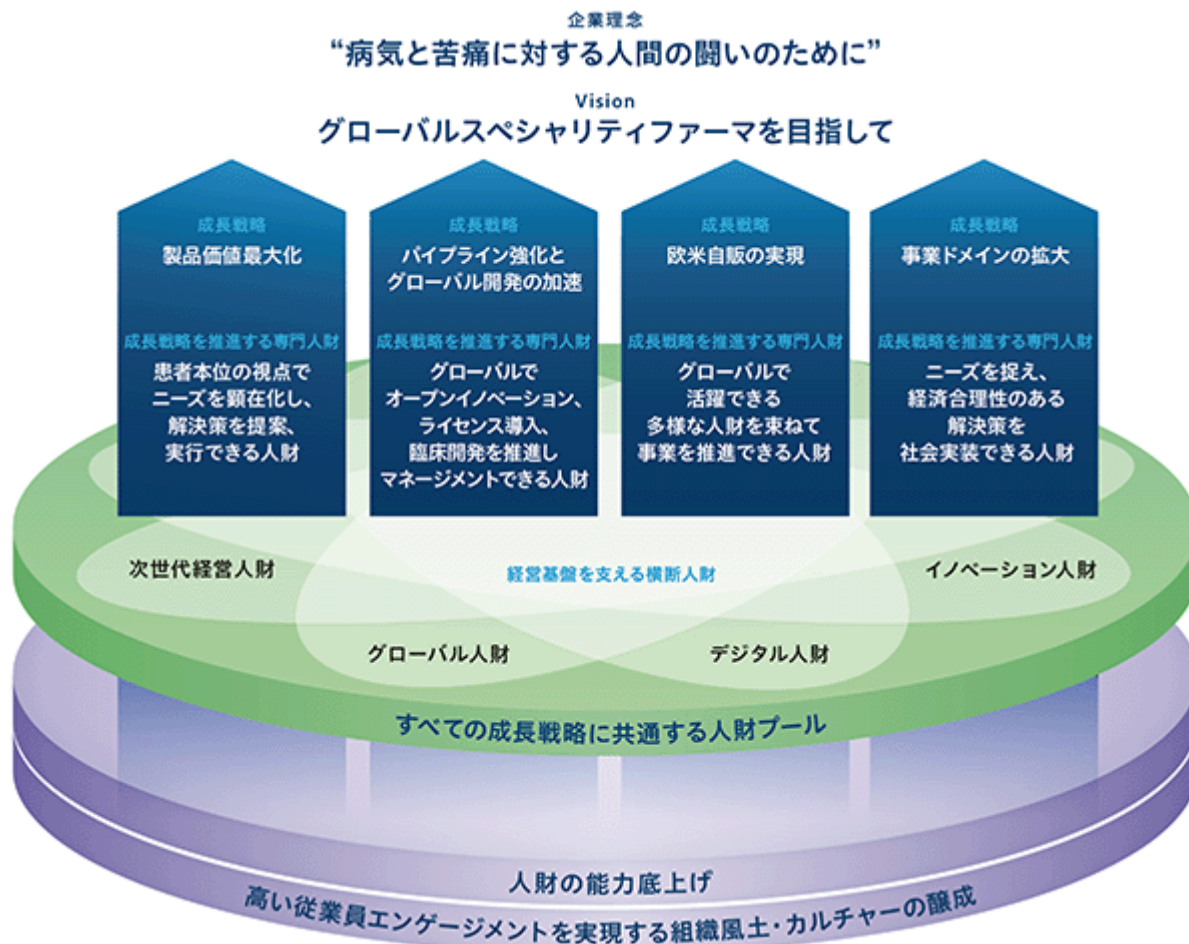 企業理念
“病気と苦痛に対する人間の闘いのために”
Vision
グローバルスペシャリティファーマを目指して
成長戦略
製品価値最大化
成長戦略を推進する専門人財
患者本位の視点で
ニーズを顕在化し、
解決策を提案、
実行できる人財
成長戦略
パイプライン強化と
グローバル開発の加速
成長戦略を推進する専門人財
グローバルで
オープンイノベーション、
ライセンス導入、
臨床開発を推進し
マネージメントできる人財
成長戦略
欧米自販の実現
成長戦略を推進する専門人財
グローバルで
活躍できる
多様な人財を束ねて
事業を推進できる人財
成長戦略
事業ドメインの拡大
成長戦略を推進する専門人財
ニーズを捉え、
経済合理性のある
解決策を
社会実装できる人財
次世代経営人財
経営基盤を支える横断人財
イノベーション人財
グローバル人財
デジタル人財
すべての成長戦略に共通する人財プール
人財の能力底上げ
高い従業員エンゲージメントを実現する組織風土・カルチャーの醸成